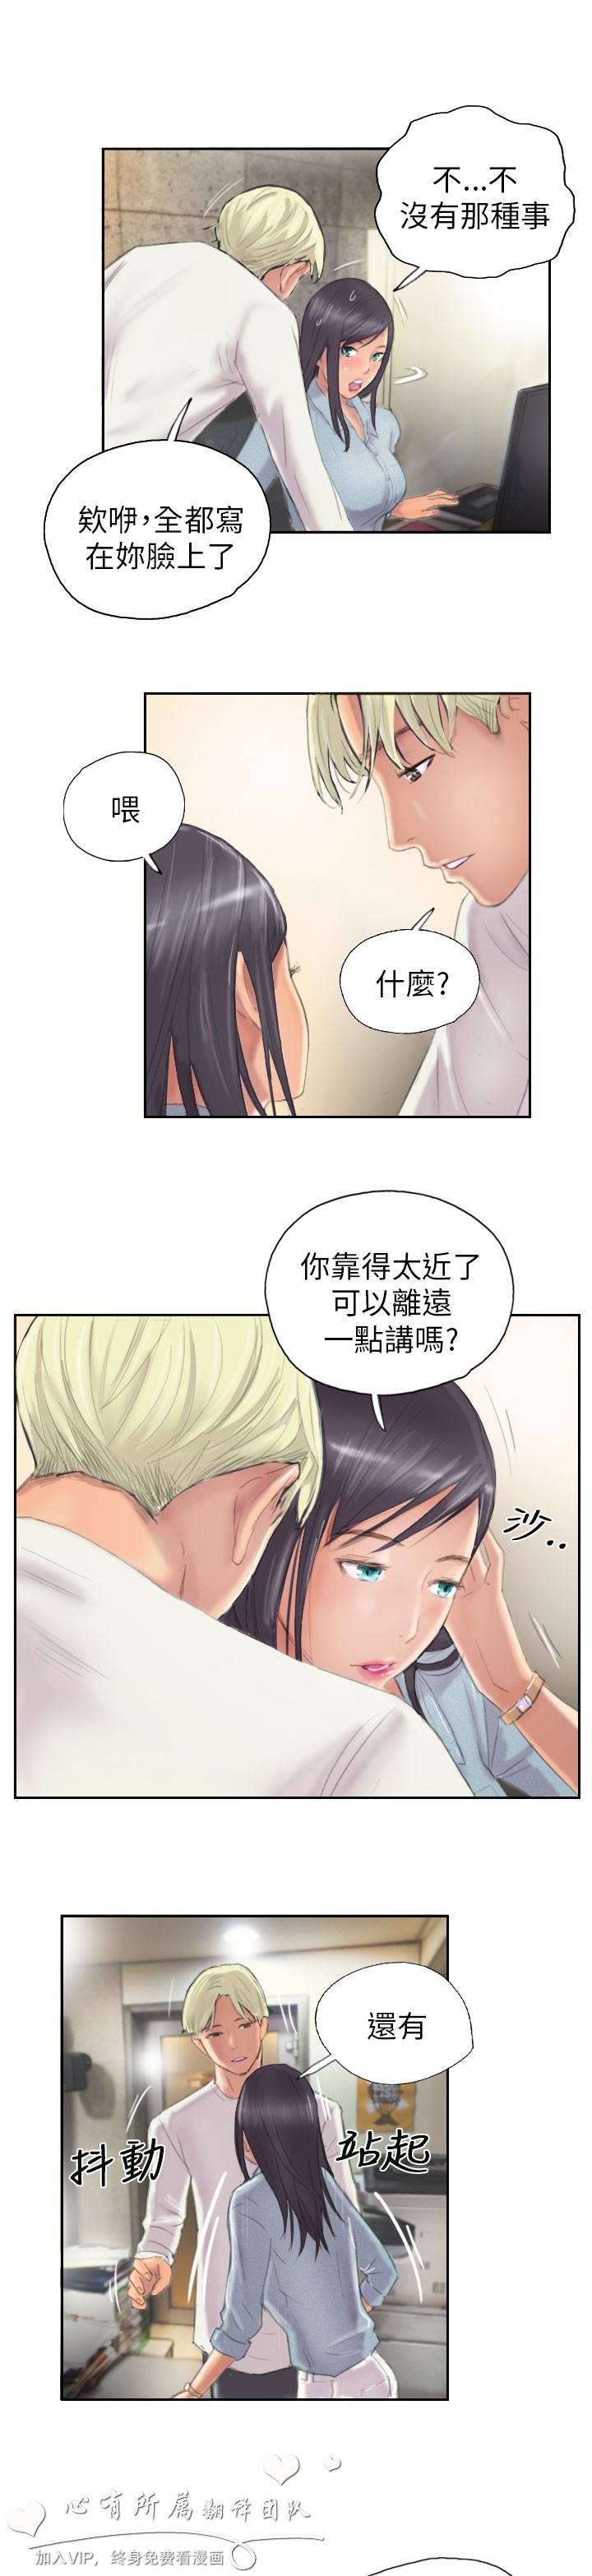 不…不
沒有那種事
欸咿,全都寫
在妳臉上了
喂
什麼?
你靠得太近了
可以離遠
一點講嗎?
沙..
還有
抖動
站起
心有所属翻译团队
加入VIP，终身免费看漫画